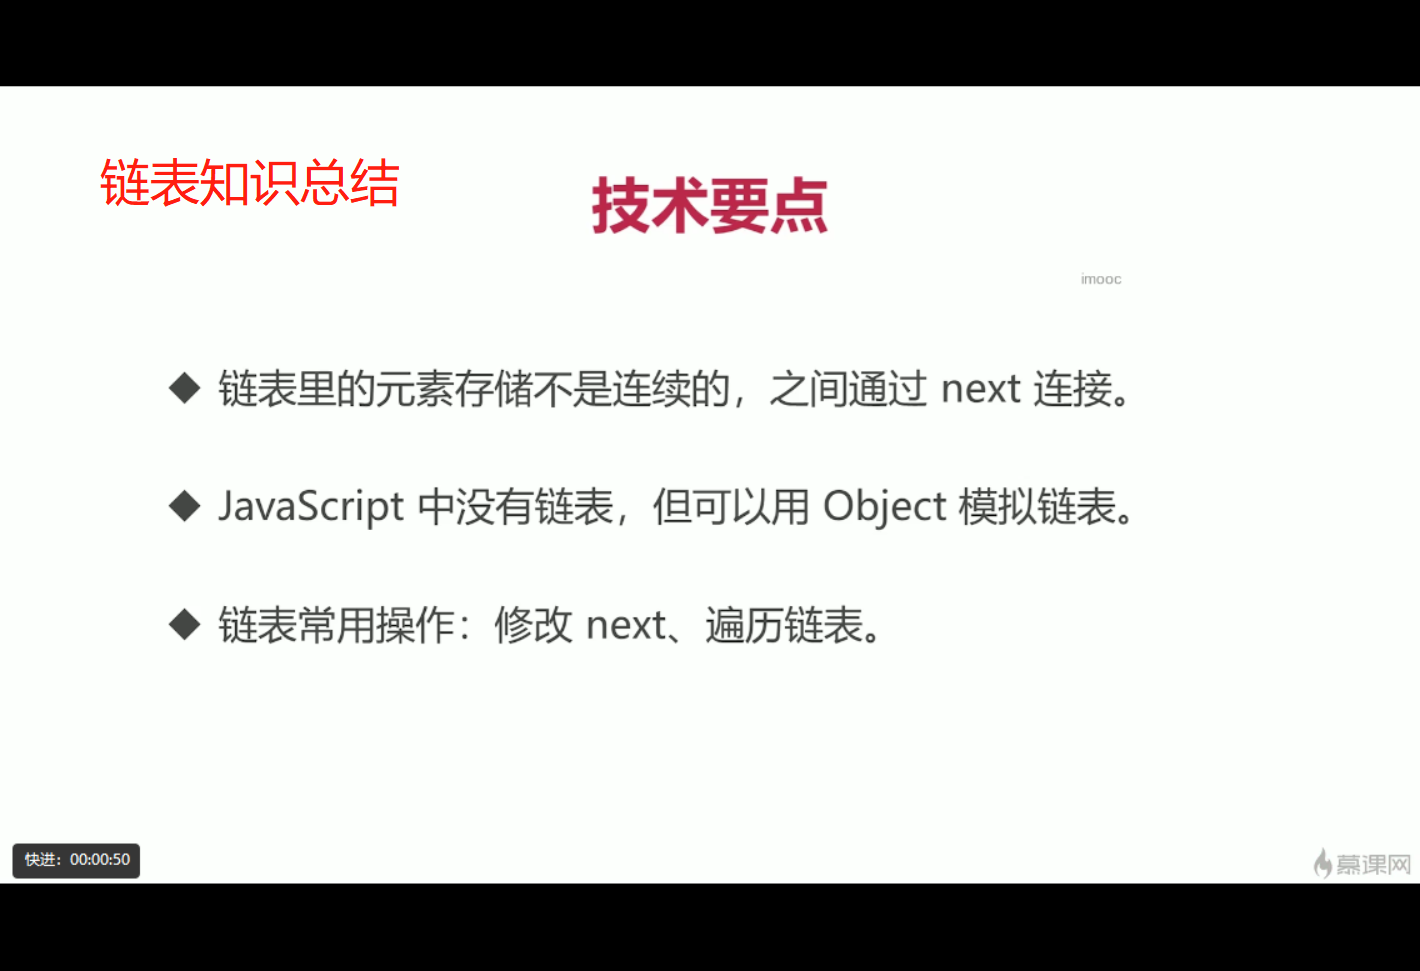 链表知识总结
技术要点
imooc
◆ 链表里的元素存储不是连续的，之间通过 next 连接。
◆ JavaScript 中没有链表，但可以用 Object 模拟链表。
◆ 链表常用操作：修改 next、遍历链表。
快进：00:00:50
慕课网